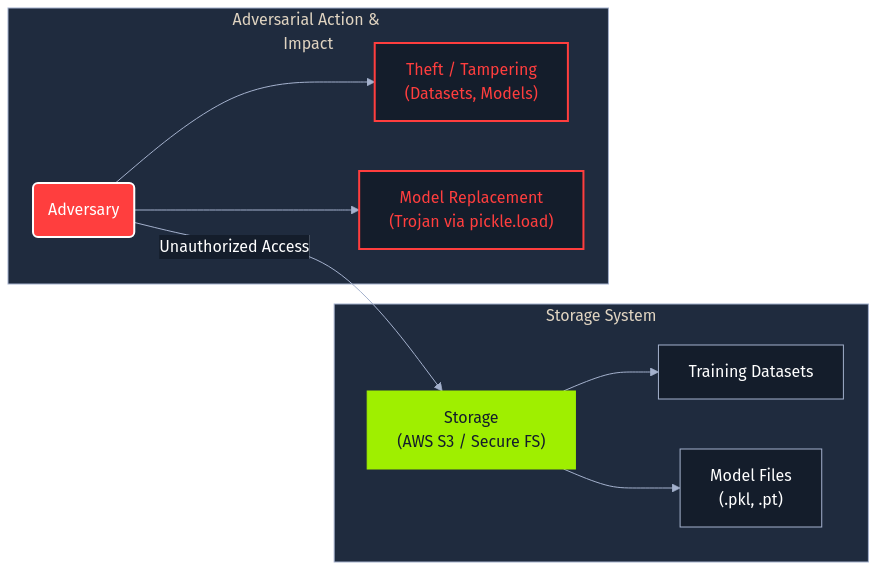 Adversarial Action &
Impact
Theft / Tampering
(Datasets, Models)
Adversary
Model Replacement
(Trojan via pickle.load)
Unauthorized Access
Storage System
Training Datasets
Storage
(AWS S3 / Secure FS)
Model Files
(.pkl, .pt)